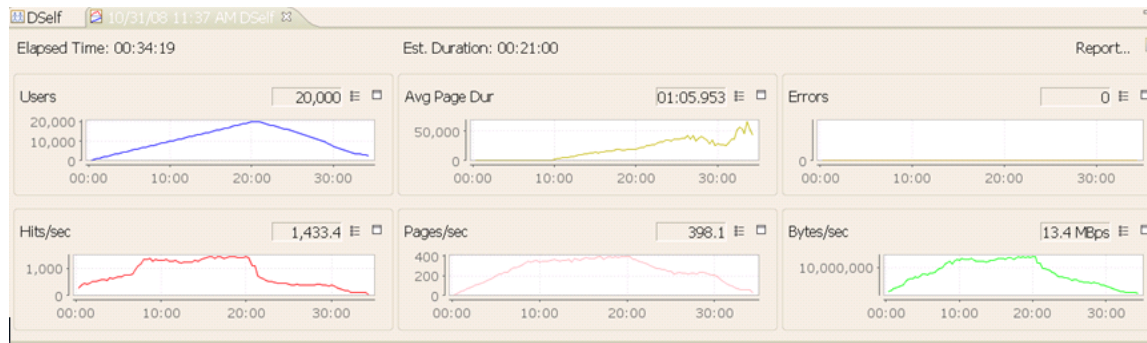 DSelf 10/31/08 11:37 AM DSelf
Elapsed Time: 00:34:19 Est. Duration: 00:21:00 Report...
Users 20,000 Avg Page Dur 01:05.953 Errors 0
20,000
10,000
0
00:00 10:00 20:00 30:00
50,000
0
00:00 10:00 20:00 30:00
0
00:00 10:00 20:00 30:00
Hits/sec 1,433.4 Pages/sec 398.1 Bytes/sec 13.4 MBps
1,000
0
00:00 10:00 20:00 30:00
400
200
0
00:00 10:00 20:00 30:00
10,000,000
00:00 10:00 20:00 30:00